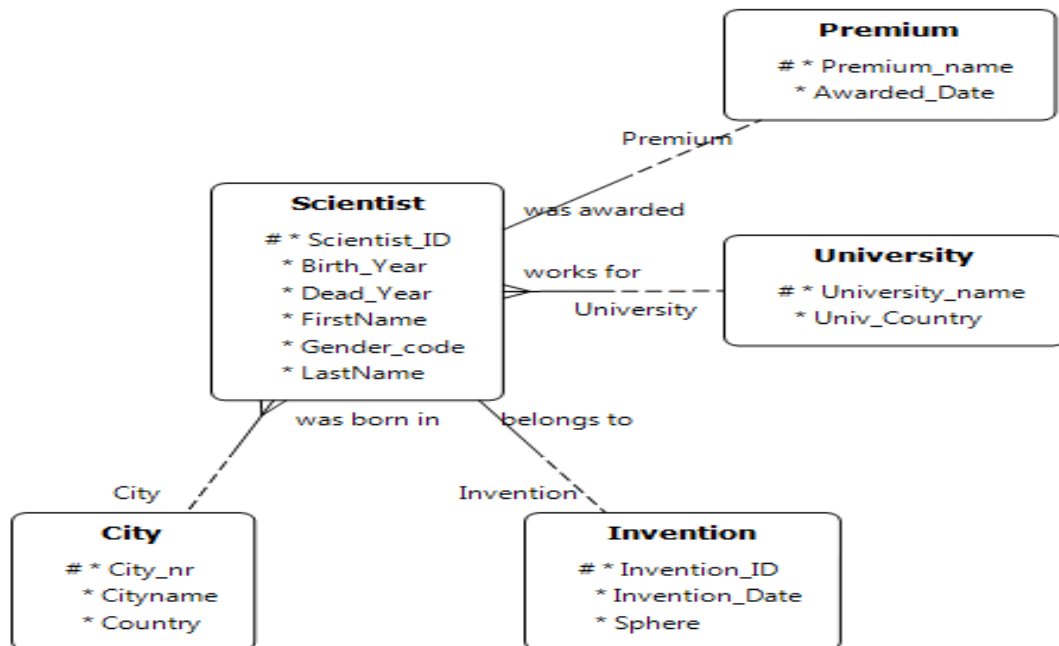 Premium
# * Premium_name
* Awarded_Date
Premium
was awarded
Scientist
# * Scientist_ID
* Birth_Year
* Dead_Year
* FirstName
* Gender_code
* LastName
works for
University
University
# * University_name
* Univ_Country
was born in
belongs to
City
Invention
City
# * City_nr
* Cityname
* Country
Invention
# * Invention_ID
* Invention_Date
* Sphere